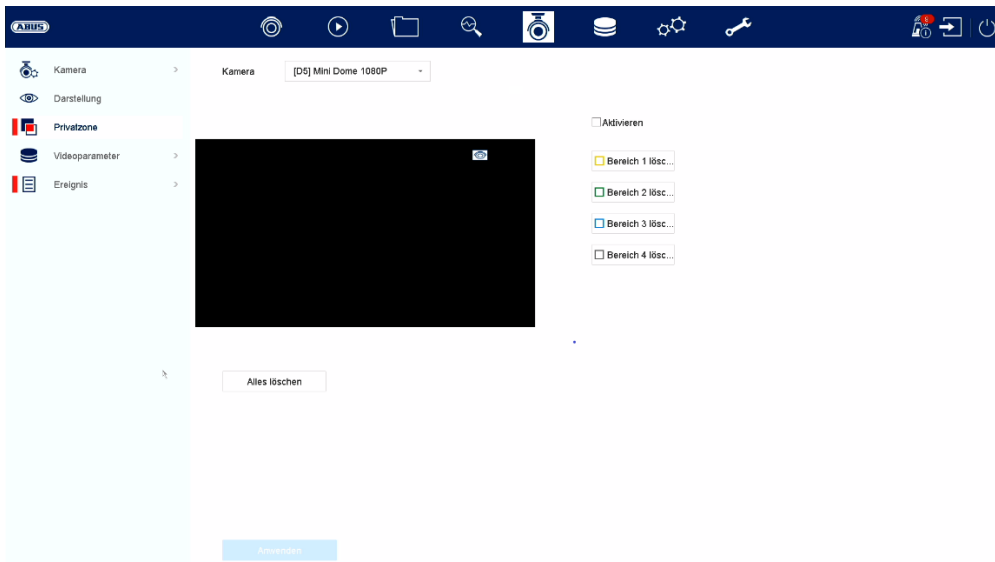 ABUS
8
Kamera
Kamera
[D5] Mini Dome 1080P
Darstellung
Aktivieren
Privatzone
Videoparameter
Bereich 1 lösc...
Ereignis
Bereich 2 lösc...
Bereich 3 lösc...
Bereich 4 lösc...
Alles löschen
Anwenden